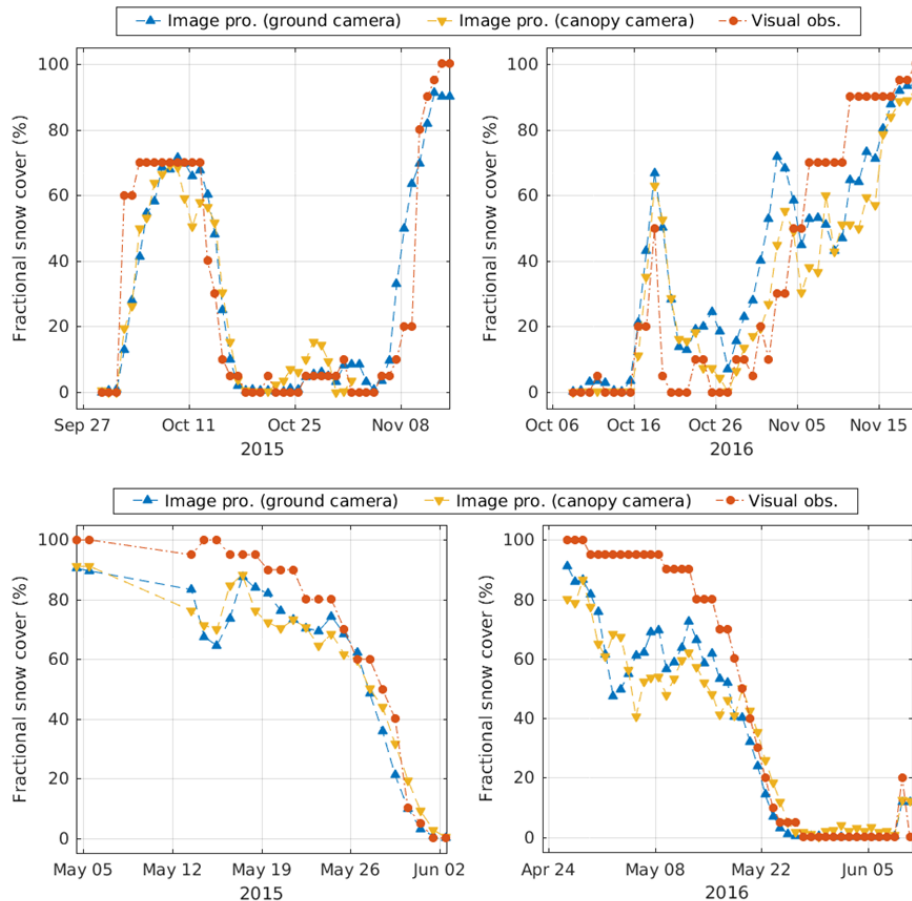 Image pro. (ground camera) Image pro. (canopy camera) Visual obs.
Fractional snow cover (%)
100
80
60
40
20
0
Sep 27 Oct 11 Oct 25 Nov 08
2015
Fractional snow cover (%)
100
80
60
40
20
0
Oct 06 Oct 16 Oct 26 Nov 05 Nov 15
2016
Image pro. (ground camera) Image pro. (canopy camera) Visual obs.
Fractional snow cover (%)
100
80
60
40
20
0
May 05 May 12 May 19 May 26 Jun 02
2015
Fractional snow cover (%)
100
80
60
40
20
0
Apr 24 May 08 May 22 Jun 05
2016